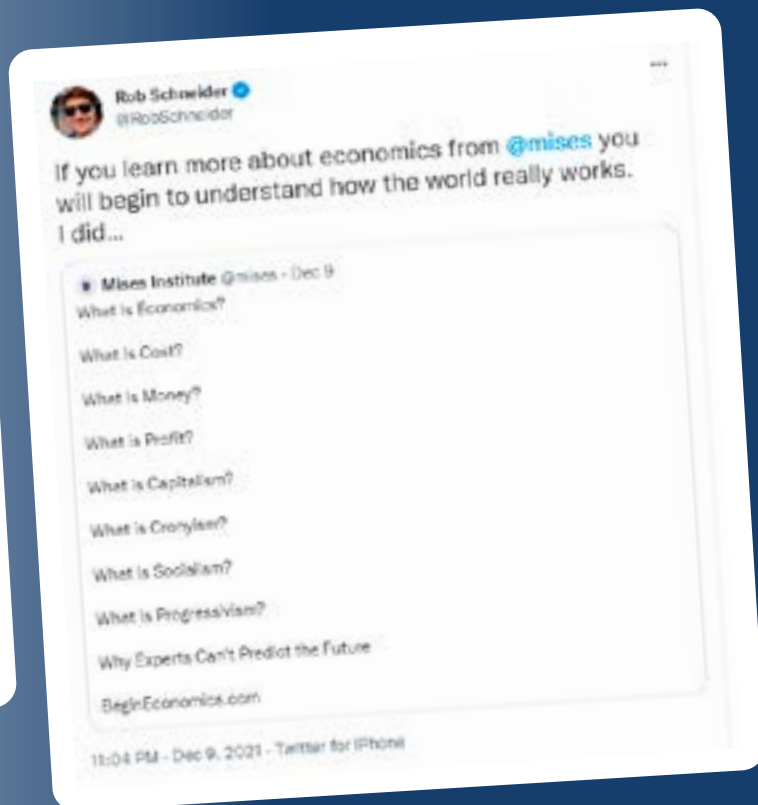 Rob Schneider
@RobSchneider
If you learn more about economics from @mises you
will begin to understand how the world really works.
I did...
Mises Institute @mises - Dec 9
What is Economics?
What is Cost?
What is Money?
What is Profit?
What is Capitalism?
What is Cronyism?
What is Socialism?
What is Progressivism?
Why Experts Can't Predict the Future
BeginEconomics.com
11:04 PM - Dec 9, 2021 - Twitter for iPhone